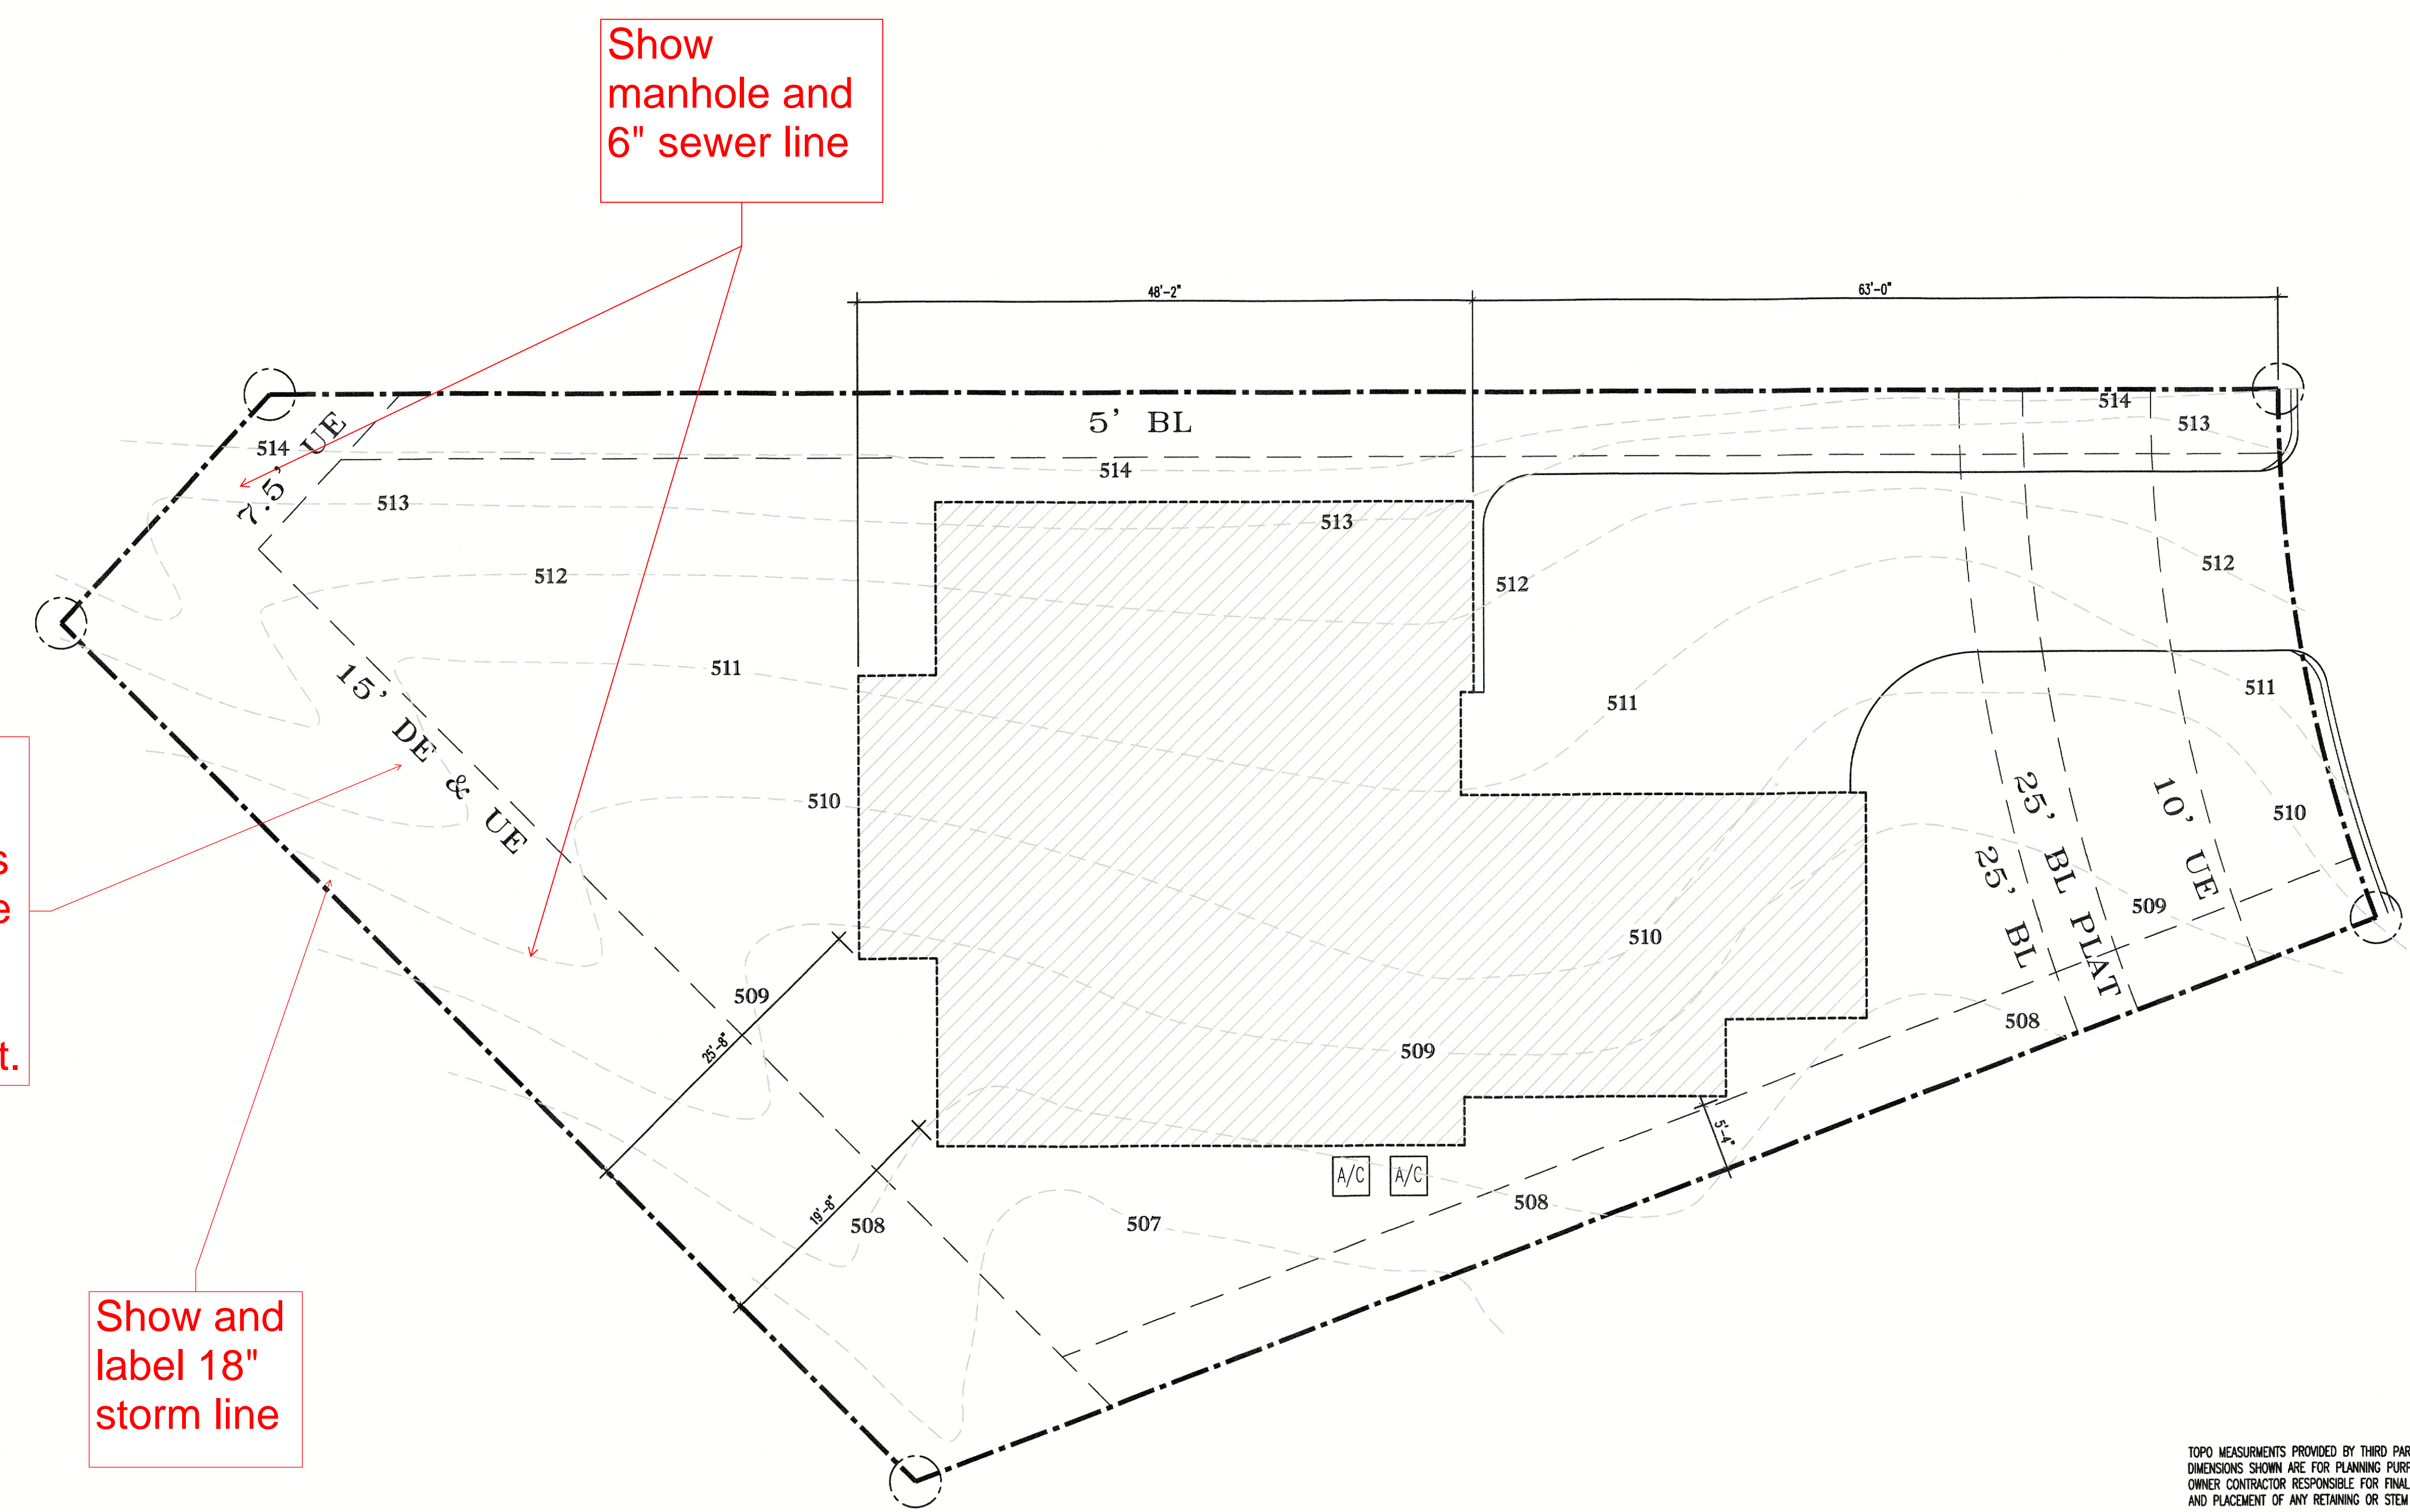 Show
manhole and
6" sewer line
48'-2"
63'-0"
5' BL
514
513
514
7.5' UE
514
513
513
512
512
512
511
15' DE & UE
511
511
510
510
25' BL PLAT
10' UE
25' BL
509
510
509
25'-8"
508
509
5'-4"
A/C
A/C
19'-8"
508
507
508
t.
Show and
label 18"
storm line
TOPO MEASURMENTS PROVIDED BY THIRD PAR
DIMENSIONS SHOWN ARE FOR PLANNING PURP
OWNER CONTRACTOR RESPONSIBLE FOR FINAL
AND PLACEMENT OF ANY RETAINING OR STEM